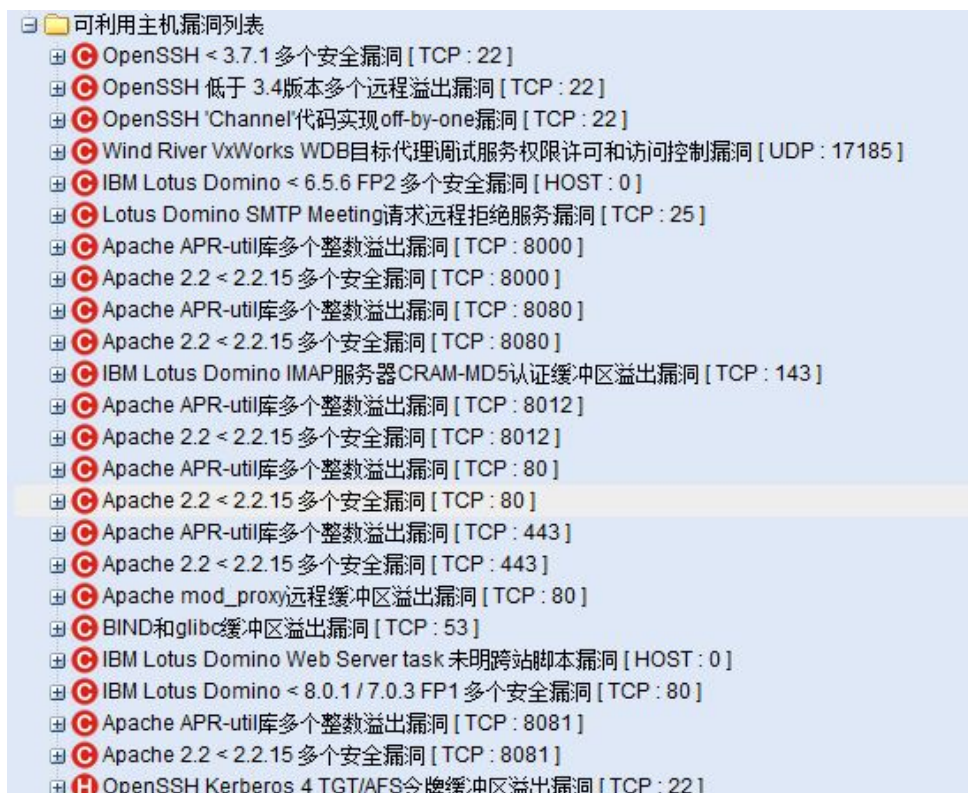 可利用主机漏洞列表
C OpenSSH < 3.7.1 多个安全漏洞 [ TCP : 22 ]
C OpenSSH 低于 3.4版本多个远程溢出漏洞 [ TCP : 22 ]
C OpenSSH 'Channel'代码实现off-by-one漏洞 [ TCP : 22 ]
C Wind River VxWorks WDB目标代理调试服务权限许可和访问控制漏洞 [ UDP : 17185 ]
C IBM Lotus Domino < 6.5.6 FP2 多个安全漏洞 [ HOST : 0 ]
C Lotus Domino SMTP Meeting请求远程拒绝服务漏洞 [ TCP : 25 ]
C Apache APR-util库多个整数溢出漏洞 [ TCP : 8000 ]
C Apache 2.2 < 2.2.15 多个安全漏洞 [ TCP : 8000 ]
C Apache APR-util库多个整数溢出漏洞 [ TCP : 8080 ]
C Apache 2.2 < 2.2.15 多个安全漏洞 [ TCP : 8080 ]
C IBM Lotus Domino IMAP服务器CRAM-MD5认证缓冲区溢出漏洞 [ TCP : 143 ]
C Apache APR-util库多个整数溢出漏洞 [ TCP : 8012 ]
C Apache 2.2 < 2.2.15 多个安全漏洞 [ TCP : 8012 ]
C Apache APR-util库多个整数溢出漏洞 [ TCP : 80 ]
C Apache 2.2 < 2.2.15 多个安全漏洞 [ TCP : 80 ]
C Apache APR-util库多个整数溢出漏洞 [ TCP : 443 ]
C Apache 2.2 < 2.2.15 多个安全漏洞 [ TCP : 443 ]
C Apache mod_proxy远程缓冲区溢出漏洞 [ TCP : 80 ]
C BIND和glibc缓冲区溢出漏洞 [ TCP : 53 ]
C IBM Lotus Domino Web Server task 未明跨站脚本漏洞 [ HOST : 0 ]
C IBM Lotus Domino < 8.0.1 / 7.0.3 FP1 多个安全漏洞 [ TCP : 80 ]
C Apache APR-util库多个整数溢出漏洞 [ TCP : 8081 ]
C Apache 2.2 < 2.2.15 多个安全漏洞 [ TCP : 8081 ]
H OpenSSH Kerberos 4 TGT/AFS令牌缓冲区溢出漏洞 [ TCP : 22 ]